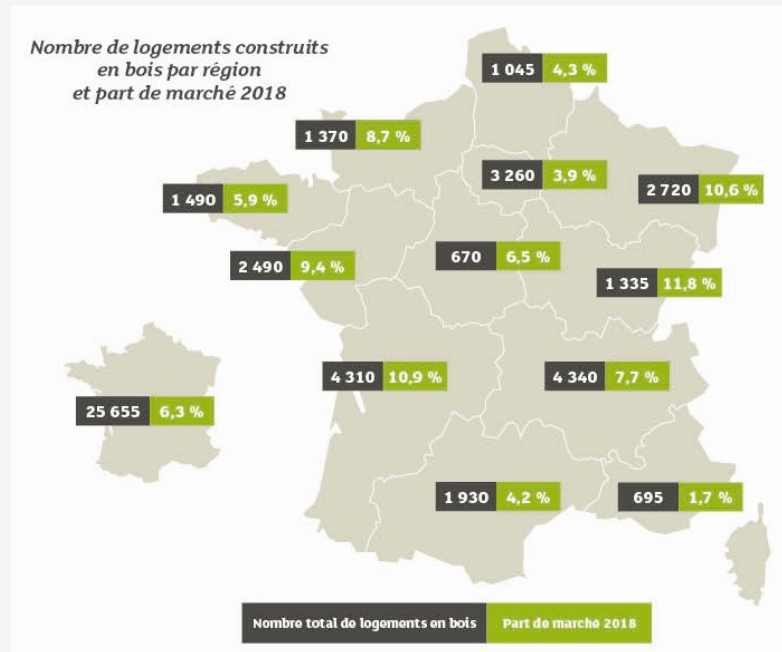 Nombre de logements construits
en bois par région
et part de marché 2018
1 045 4,3 %
1 370 8,7 %
3 260 3,9 %
2 720 10,6 %
1 490 5,9 %
670 6,5 %
2 490 9,4 %
1 335 11,8 %
4 310 10,9 %
4 340 7,7 %
25 655 6,3 %
1 930 4,2 %
695 1,7 %
Nombre total de logements en bois Part de marché 2018